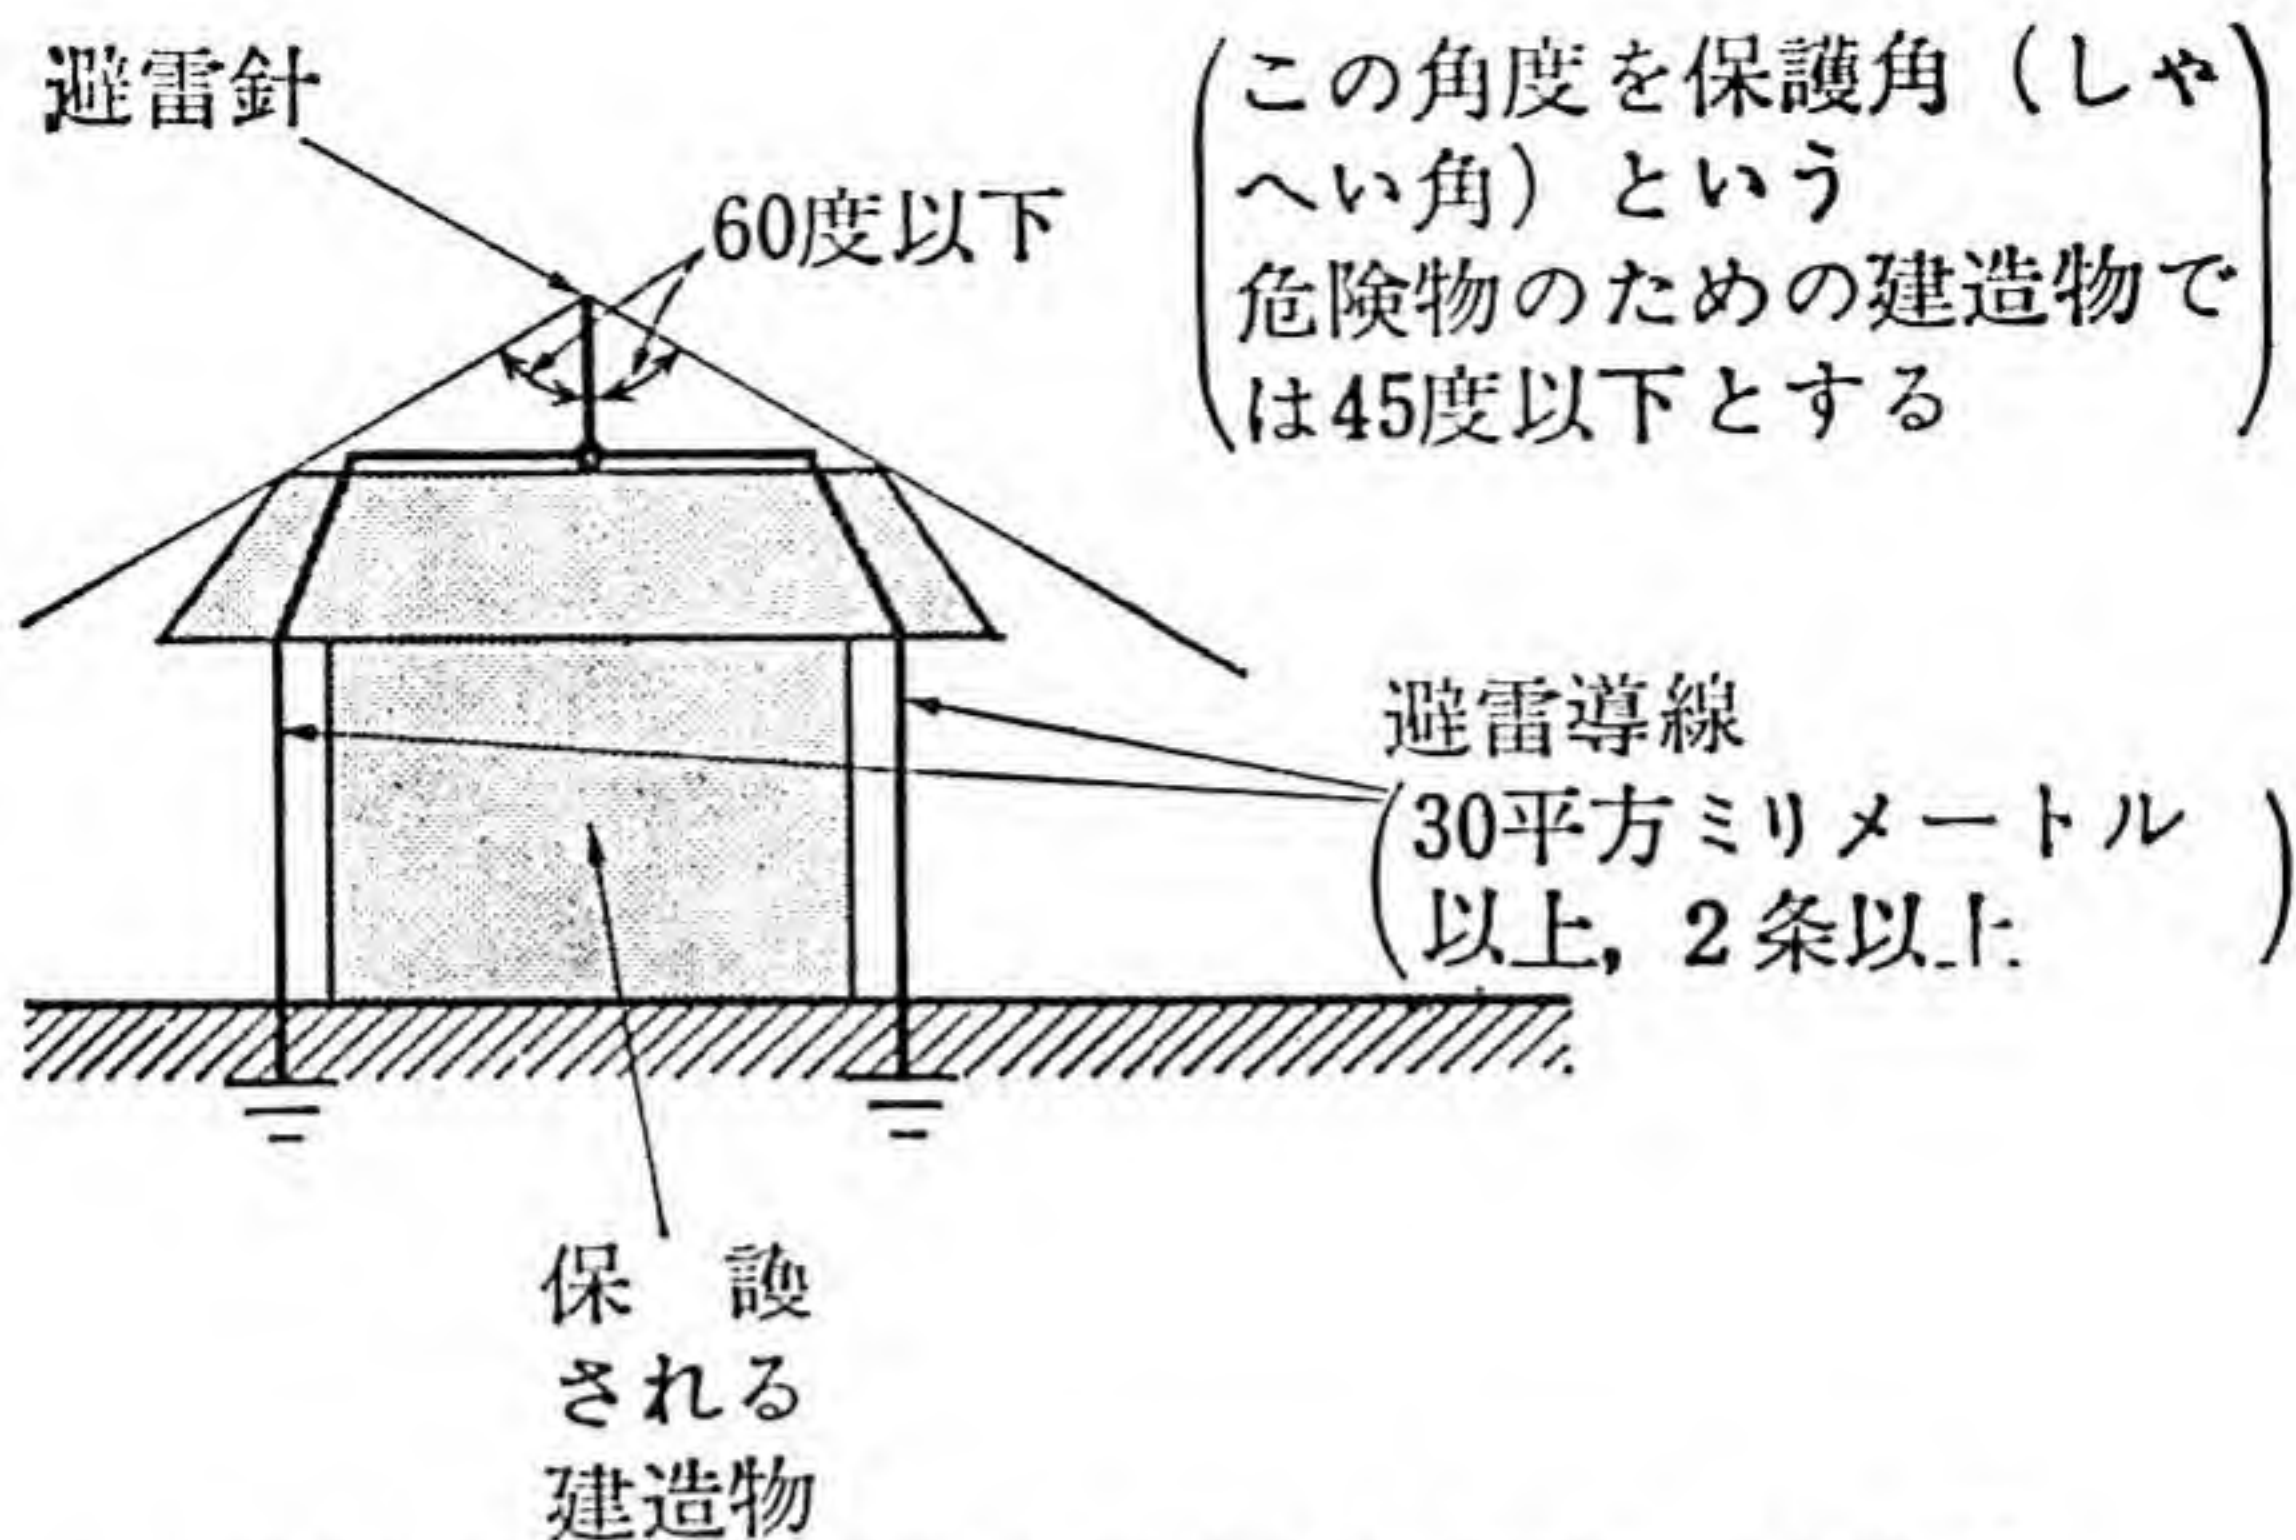 避雷針
60度以下
(この角度を保護角(しゃ
へい角)という
危険物のための建造物で
は45度以下とする)
避雷導線
(30平方ミリメートル
以上,2条以上)
保護
される
建造物